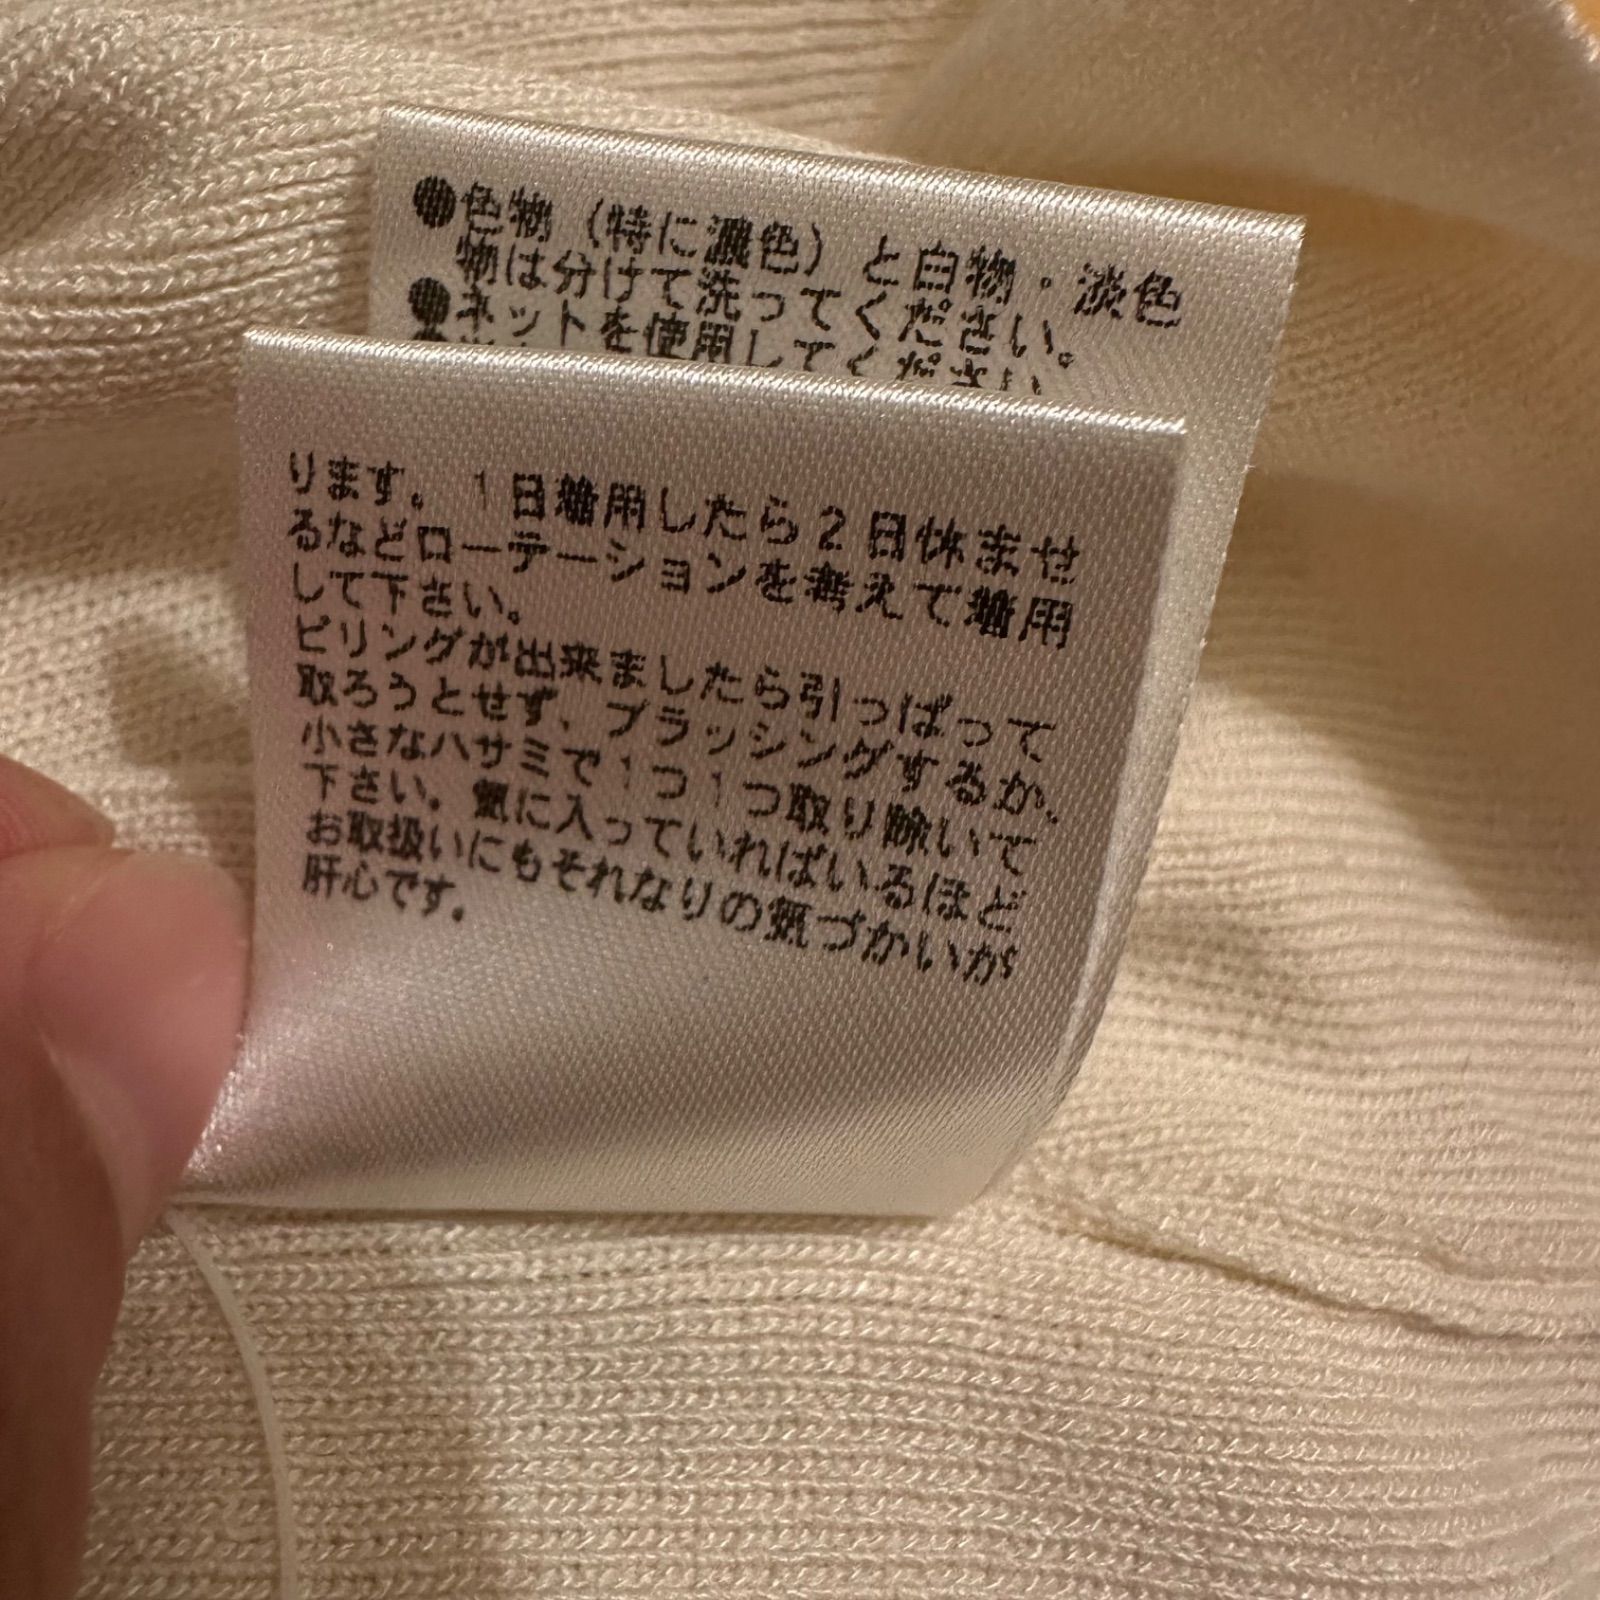 ●色物（特に濃色）と白物・淡色
物は分けて洗ってください。
●ネットを使用してください
ります。1日着用したら2日休ませ
るなどローテーションを考えて着用
して下さい。
ピリングが出来ましたら引っぱって
取ろうとせず、ブラッシングするか、
小さなハサミで1つ1つ取り除いて
下さい。気に入っていればいるほど
お取扱いにもそれなりの気づかいが
肝心です。